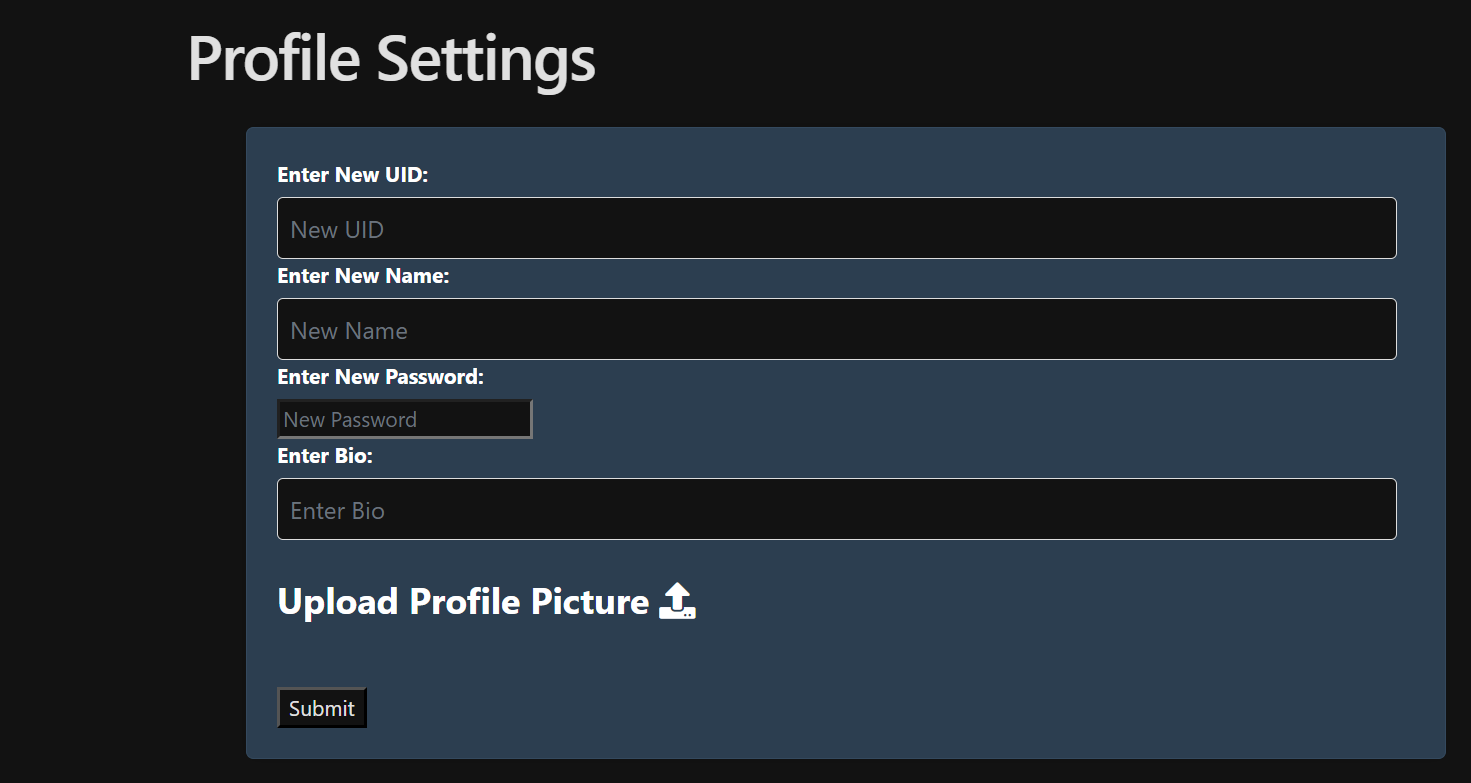 Profile Settings
Enter New UID:
New UID
Enter New Name:
New Name
Enter New Password:
New Password
Enter Bio:
Enter Bio
Upload Profile Picture
Submit